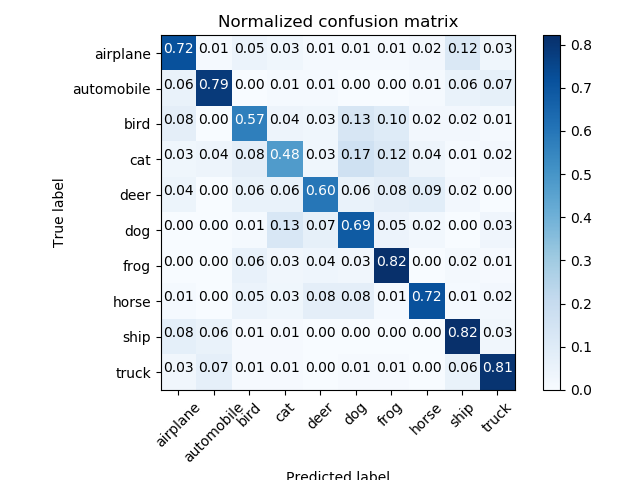 Normalized confusion matrix
airplane 0.72 0.01 0.05 0.03 0.01 0.01 0.01 0.02 0.12 0.03
automobile 0.06 0.79 0.00 0.01 0.01 0.00 0.00 0.01 0.06 0.07
bird 0.08 0.00 0.57 0.04 0.03 0.13 0.10 0.02 0.02 0.01
cat 0.03 0.04 0.08 0.48 0.03 0.17 0.12 0.04 0.01 0.02
deer 0.04 0.00 0.06 0.06 0.60 0.06 0.08 0.09 0.02 0.00
dog 0.00 0.00 0.01 0.13 0.07 0.69 0.05 0.02 0.00 0.03
frog 0.00 0.00 0.06 0.03 0.04 0.03 0.82 0.00 0.02 0.01
horse 0.01 0.00 0.05 0.03 0.08 0.08 0.01 0.72 0.01 0.02
ship 0.08 0.06 0.01 0.01 0.00 0.00 0.00 0.00 0.82 0.03
truck 0.03 0.07 0.01 0.01 0.00 0.01 0.01 0.00 0.06 0.81
airplane automobile bird cat deer dog frog horse ship truck
True label
Predicted label
0.8
0.7
0.6
0.5
0.4
0.3
0.2
0.1
0.0